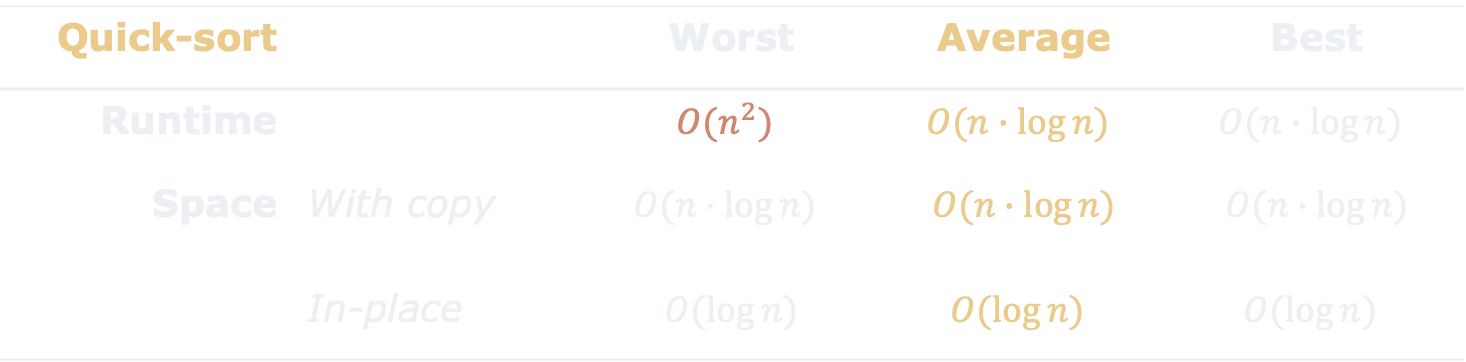 Quick-sort Worst Average Best
Runtime O(n²) O(n · log n) O(n · log n)
Space With copy O(n · log n) O(n · log n) O(n · log n)
In-place O(log n) O(log n) O(log n)